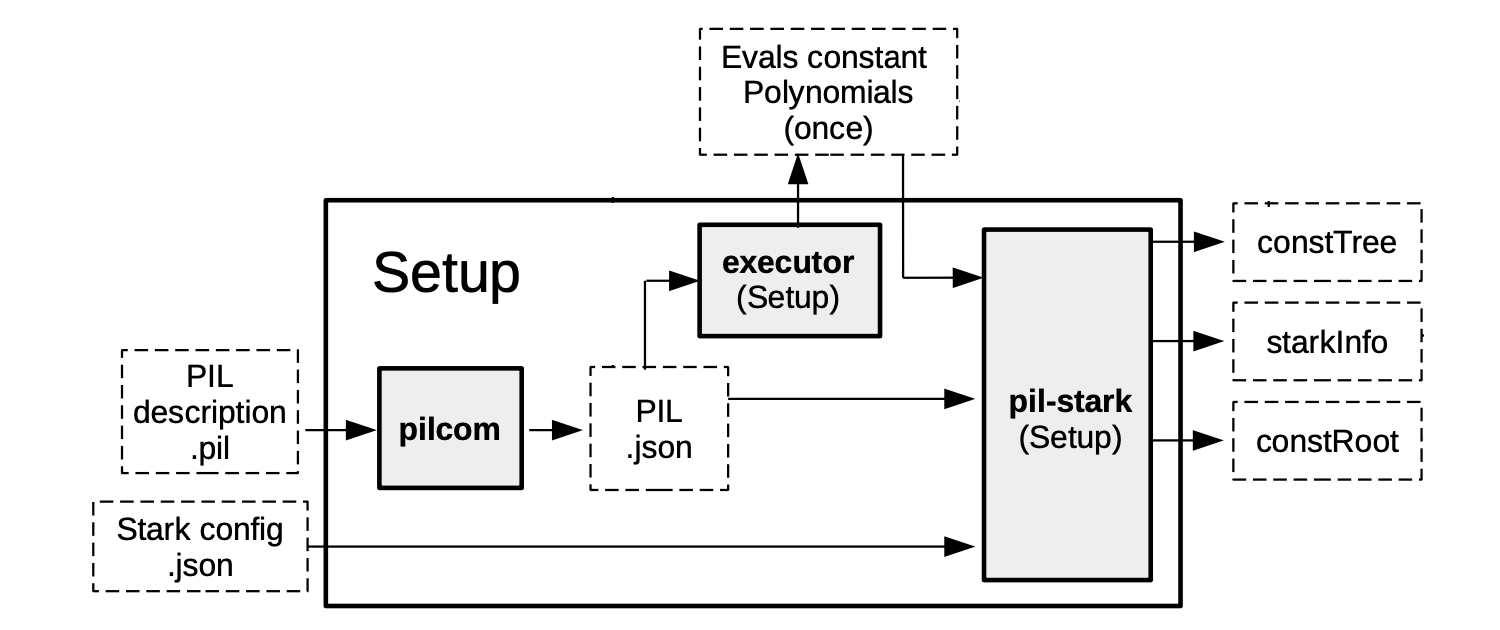 Evals constant
Polynomials
(once)
Setup
executor
(Setup)
constTree
starkInfo
constRoot
PIL
description
.pil
pilcom
PIL
.json
pil-stark
(Setup)
Stark config
.json